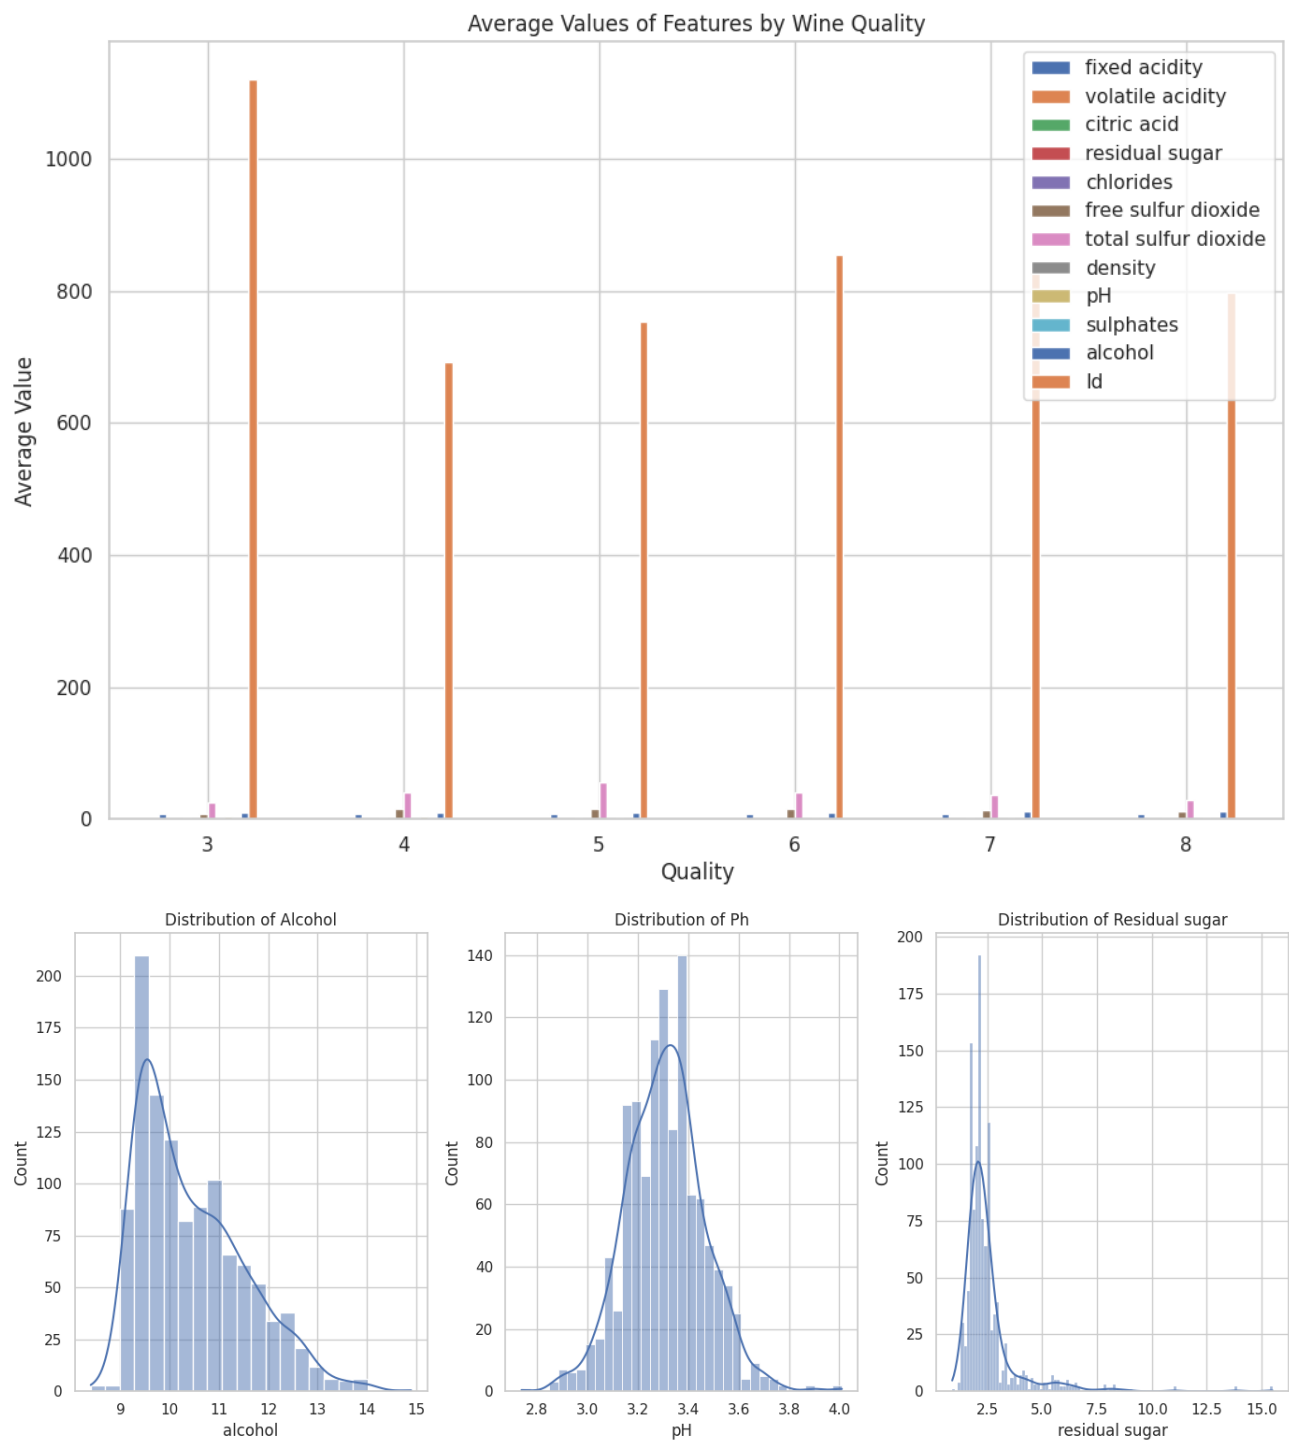 Average Values of Features by Wine Quality
fixed acidity
volatile acidity
citric acid
residual sugar
chlorides
free sulfur dioxide
total sulfur dioxide
density
pH
sulphates
alcohol
Id
1000
800
600
400
200
0
Average Value
3 4 5 6 7 8
Quality
Distribution of Alcohol
200
175
150
125
100
75
50
25
0
Count
9 10 11 12 13 14 15
alcohol
Distribution of Ph
140
120
100
80
60
40
20
0
Count
2.8 3.0 3.2 3.4 3.6 3.8 4.0
pH
Distribution of Residual sugar
200
175
150
125
100
75
50
25
0
Count
2.5 5.0 7.5 10.0 12.5 15.0
residual sugar